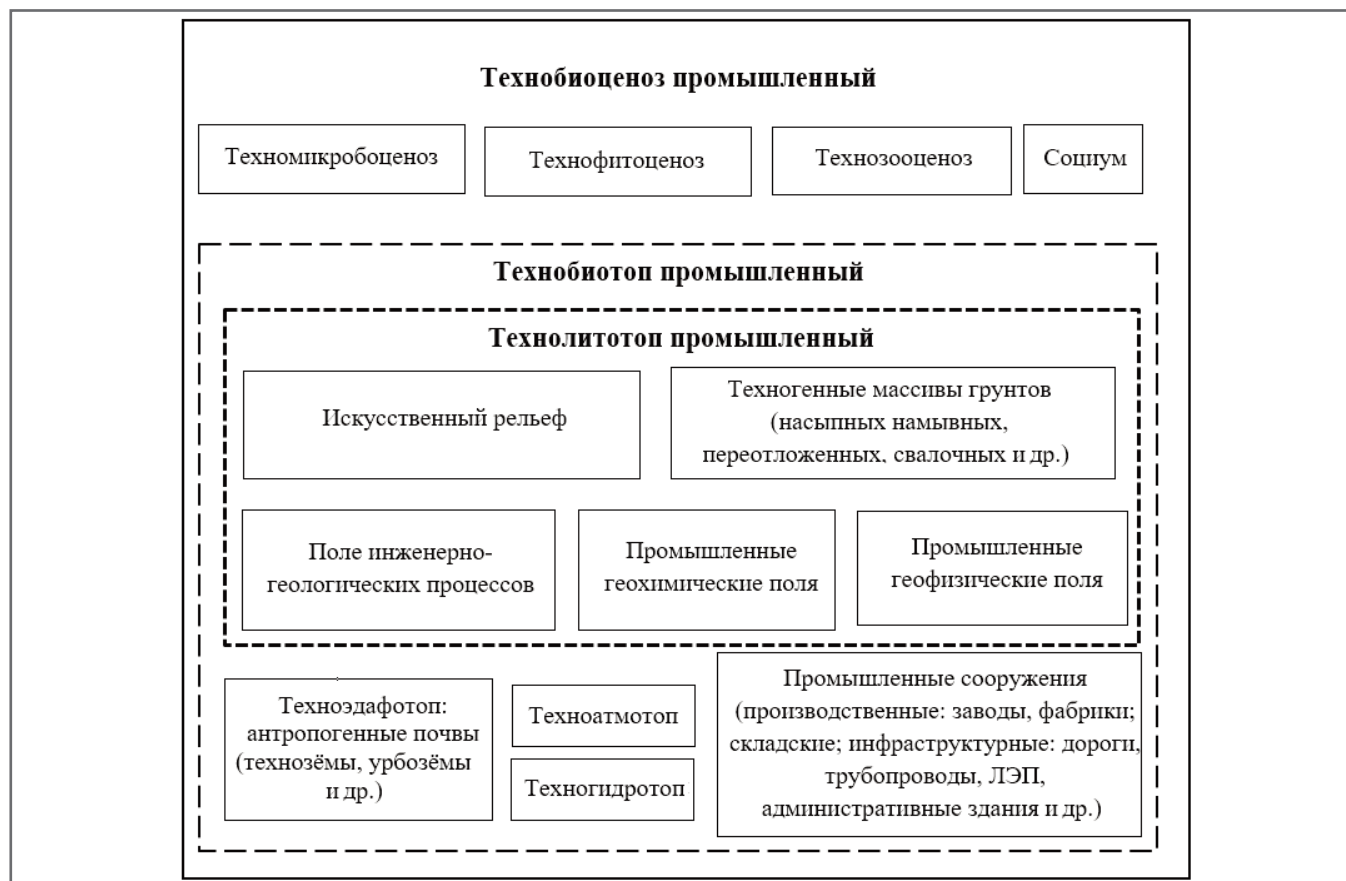 Технобиоценоз промышленный
Техномикробоценоз
Технофитоценоз
Технозооценоз
Социум
Технобиотоп промышленный
Технолитотоп промышленный
Искусственный рельеф
Техногенные массивы грунтов
(насыпных намывных,
переотложенных, свалочных и др.)
Поле инженерно-
геологических процессов
Промышленные
геохимические поля
Промышленные
геофизические поля
Техноэдафотоп:
антропогенные почвы
(технозёмы, урбозёмы
и др.)
Техноатмотоп
Техногидротоп
Промышленные сооружения
(производственные: заводы, фабрики;
складские; инфраструктурные: дороги,
трубопроводы, ЛЭП,
административные здания и др.)